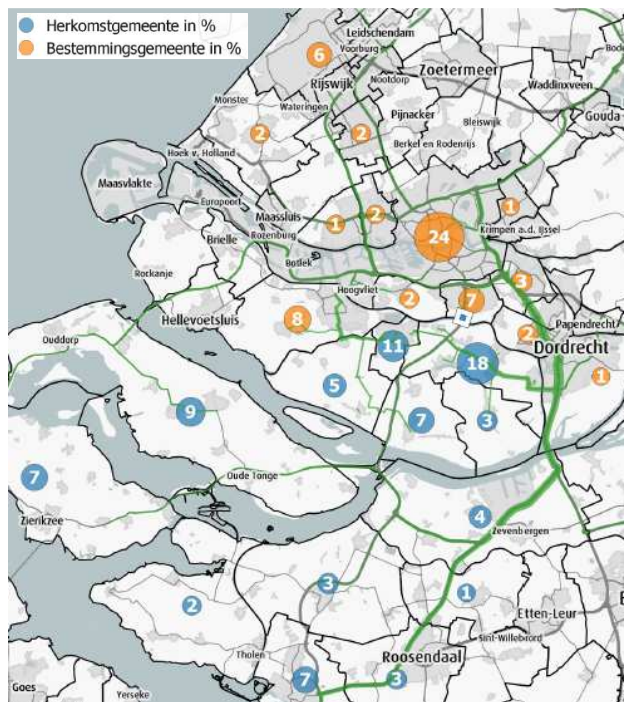 Herkomstgemeente in %
Bestemmingsgemeente in %
Leidschendam
Voorburg
6
Rijswijk
Nootdorp
Zoetermeer
Waddinxveen
Monster
Wateringen
Pijnacker
Bleiswijk
Gouda
2
2
Berkel en Rodenrijs
Hoek v. Holland
Maasvlakte
Europoort
Maassluis
2
1
1
Krimpen a.d. IJssel
24
Rozenburg
Brielle
Botlek
Rockanje
Hoogvliet
3
2
7
Hellevoetsluis
8
Papendrecht
2
Dordrecht
Ouddorp
11
18
1
5
9
7
3
7
Oude Tonge
Zierikzee
4
Zevenbergen
3
1
2
Etten-Leur
Sint-Willebrord
Tholen
Roosendaal
Goes
Yerseke
7
3